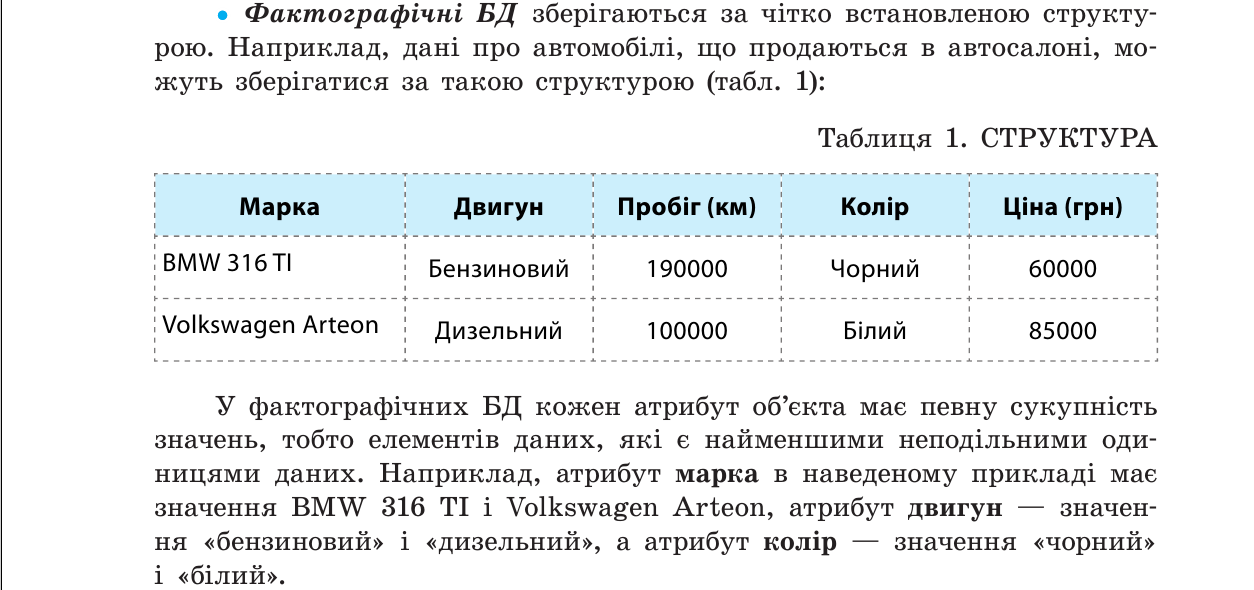 • Фактографічні БД зберігаються за чітко встановленою структу-
рою. Наприклад, дані про автомобілі, що продаються в автосалоні, мо-
жуть зберігатися за такою структурою (табл. 1):
Таблиця 1. СТРУКТУРА
Марка Двигун Пробіг (км) Колір Ціна (грн)
BMW 316 TI Бензиновий 190000 Чорний 60000
Volkswagen Arteon Дизельний 100000 Білий 85000
У фактографічних БД кожен атрибут об’єкта має певну сукупність
значень, тобто елементів даних, які є найменшими неподільними оди-
ницями даних. Наприклад, атрибут марка в наведеному прикладі має
значення BMW 316 TI і Volkswagen Arteon, атрибут двигун — значен-
ня «бензиновий» і «дизельний», а атрибут колір — значення «чорний»
і «білий».